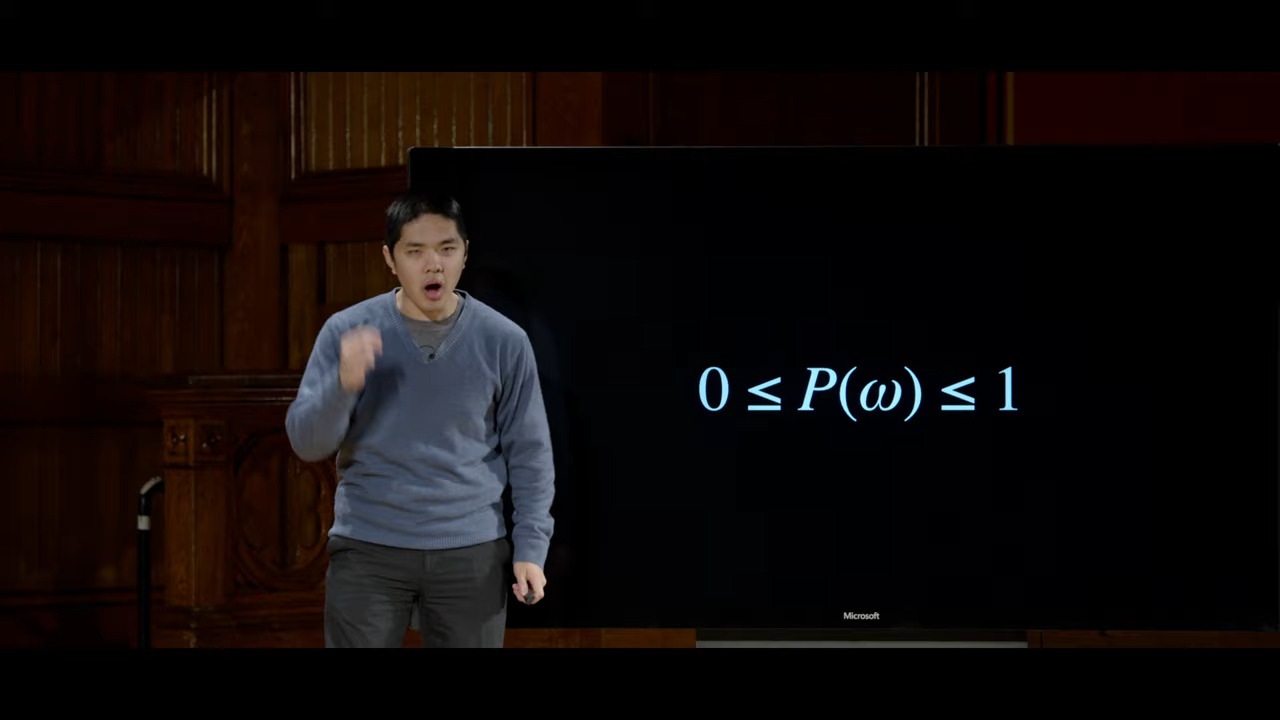 0 ≤ P(ω) ≤ 1
Microsoft